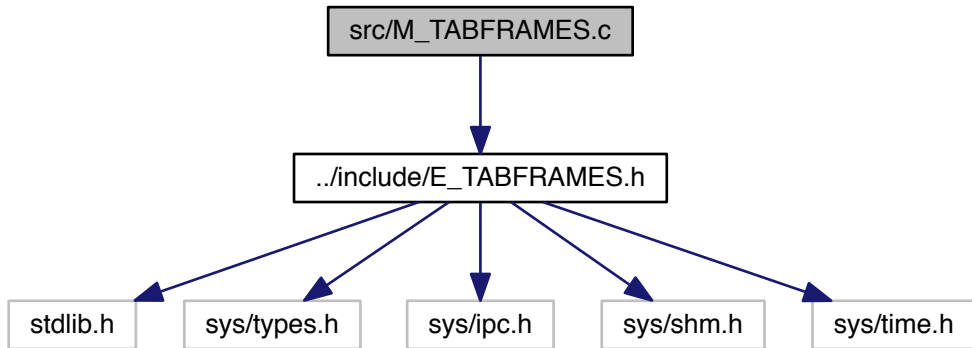 src/M_TABFRAMES.c
../include/E_TABFRAMES.h
stdlib.h
sys/types.h
sys/ipc.h
sys/shm.h
sys/time.h